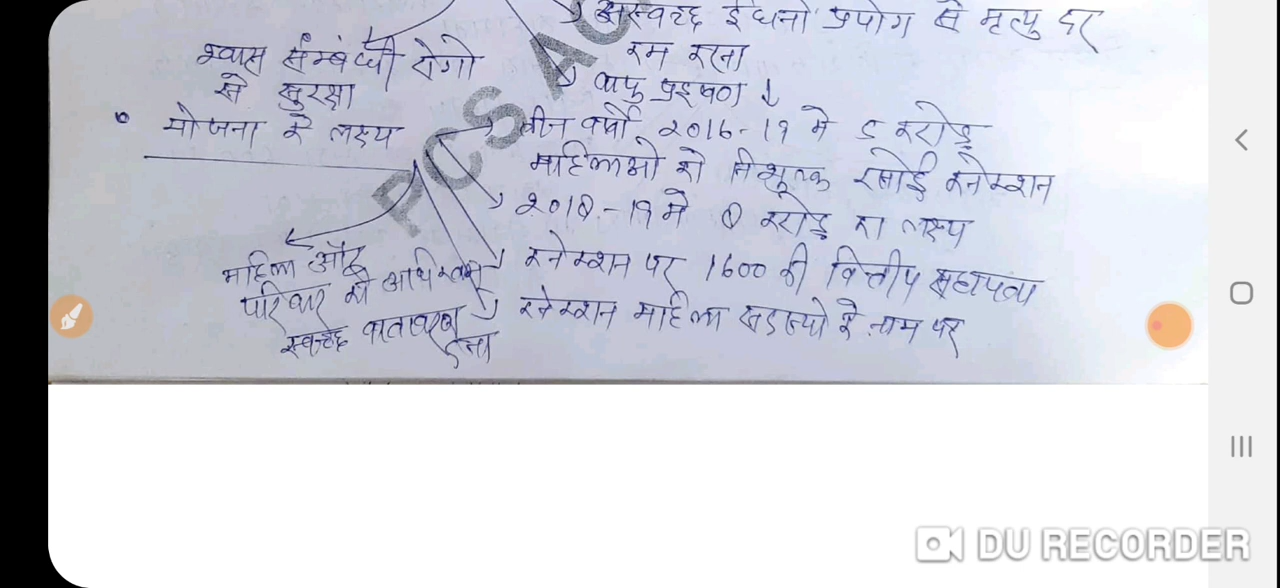 अस्वच्छ ईंधनो प्रयोग से मृत्यु दर
कम करना
वायु प्रदूषण ↓
श्वास संम्बंधी रोगो
से सुरक्षा
• योजना के लक्ष्य
तीन वर्षो 2016-19 मे 5 करोड़
महिलाओ को निशुल्क रसोई कनेक्शन
2018-19 मे 8 करोड़ का लक्ष्य
कनेक्शन पर 1600 की वित्तीय सहायता
कनेक्शन महिला सदस्यो के नाम पर
महिला और
परिवार को
स्वच्छ वातावरण
देना
PCS AC
DU RECORDER